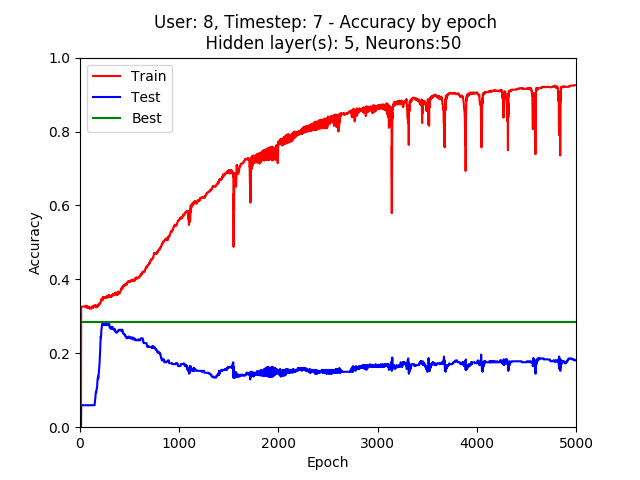 User: 8, Timestep: 7 - Accuracy by epoch
Hidden layer(s): 5, Neurons:50
1.0
Train
Test
Best
0.8
0.6
Accuracy
0.4
0.2
0.0
0 1000 2000 3000 4000 5000
Epoch